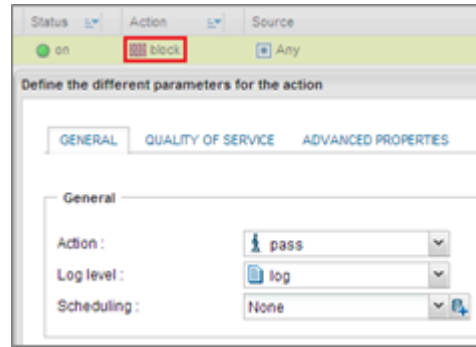 Status Action Source
on block Any
Define the different parameters for the action
GENERAL QUALITY OF SERVICE ADVANCED PROPERTIES
General
Action : pass
Log level : log
Scheduling : None